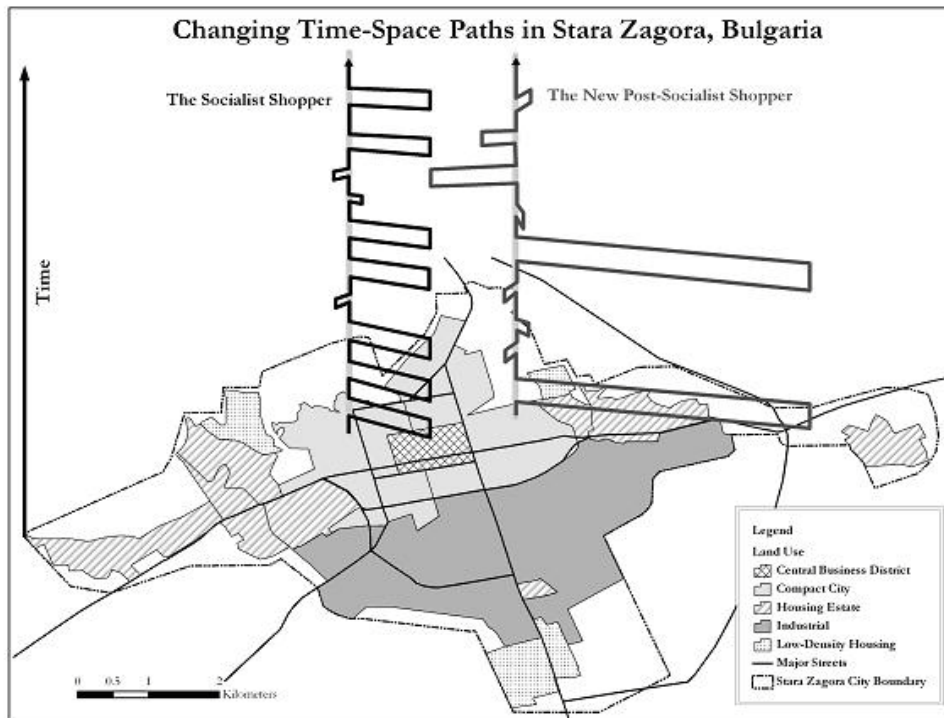 Changing Time-Space Paths in Stara Zagora, Bulgaria
The Socialist Shopper
The New Post-Socialist Shopper
Time
Legend
Land Use
Central Business District
Compact City
Housing Estate
Industrial
Low-Density Housing
Major Streets
Stara Zagora City Boundary
0 0.5 1 2
Kilometers